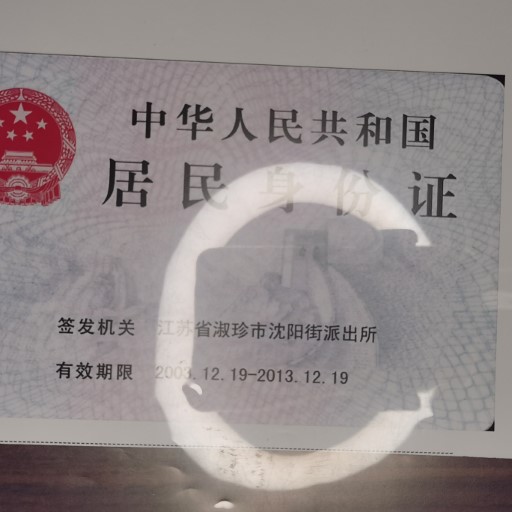 中华人民共和国
居民身份证
签发机关 江苏省淑珍市沈阳街派出所
有效期限 2003.12.19-2013.12.19